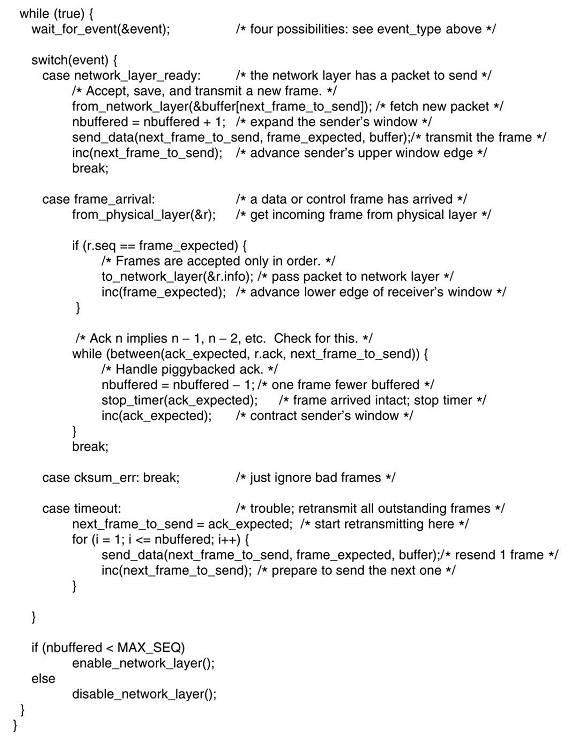 while (true) {
wait_for_event(&event); /* four possibilities: see event_type above */
switch(event) {
case network_layer_ready: /* the network layer has a packet to send */
/* Accept, save, and transmit a new frame. */
from_network_layer(&buffer[next_frame_to_send]); /* fetch new packet */
nbuffered = nbuffered + 1; /* expand the sender's window */
send_data(next_frame_to_send, frame_expected, buffer);/* transmit the frame */
inc(next_frame_to_send); /* advance sender's upper window edge */
break;
case frame_arrival: /* a data or control frame has arrived */
from_physical_layer(&r); /* get incoming frame from physical layer */
if (r.seq == frame_expected) {
/* Frames are accepted only in order. */
to_network_layer(&r.info); /* pass packet to network layer */
inc(frame_expected); /* advance lower edge of receiver's window */
}
/* Ack n implies n − 1, n − 2, etc. Check for this. */
while (between(ack_expected, r.ack, next_frame_to_send)) {
/* Handle piggybacked ack. */
nbuffered = nbuffered − 1; /* one frame fewer buffered */
stop_timer(ack_expected); /* frame arrived intact; stop timer */
inc(ack_expected); /* contract sender's window */
}
break;
case cksum_err: break; /* just ignore bad frames */
case timeout: /* trouble; retransmit all outstanding frames */
next_frame_to_send = ack_expected; /* start retransmitting here */
for (i = 1; i <= nbuffered; i++) {
send_data(next_frame_to_send, frame_expected, buffer);/* resend 1 frame */
inc(next_frame_to_send); /* prepare to send the next one */
}
}
if (nbuffered < MAX_SEQ)
enable_network_layer();
else
disable_network_layer();
}
}